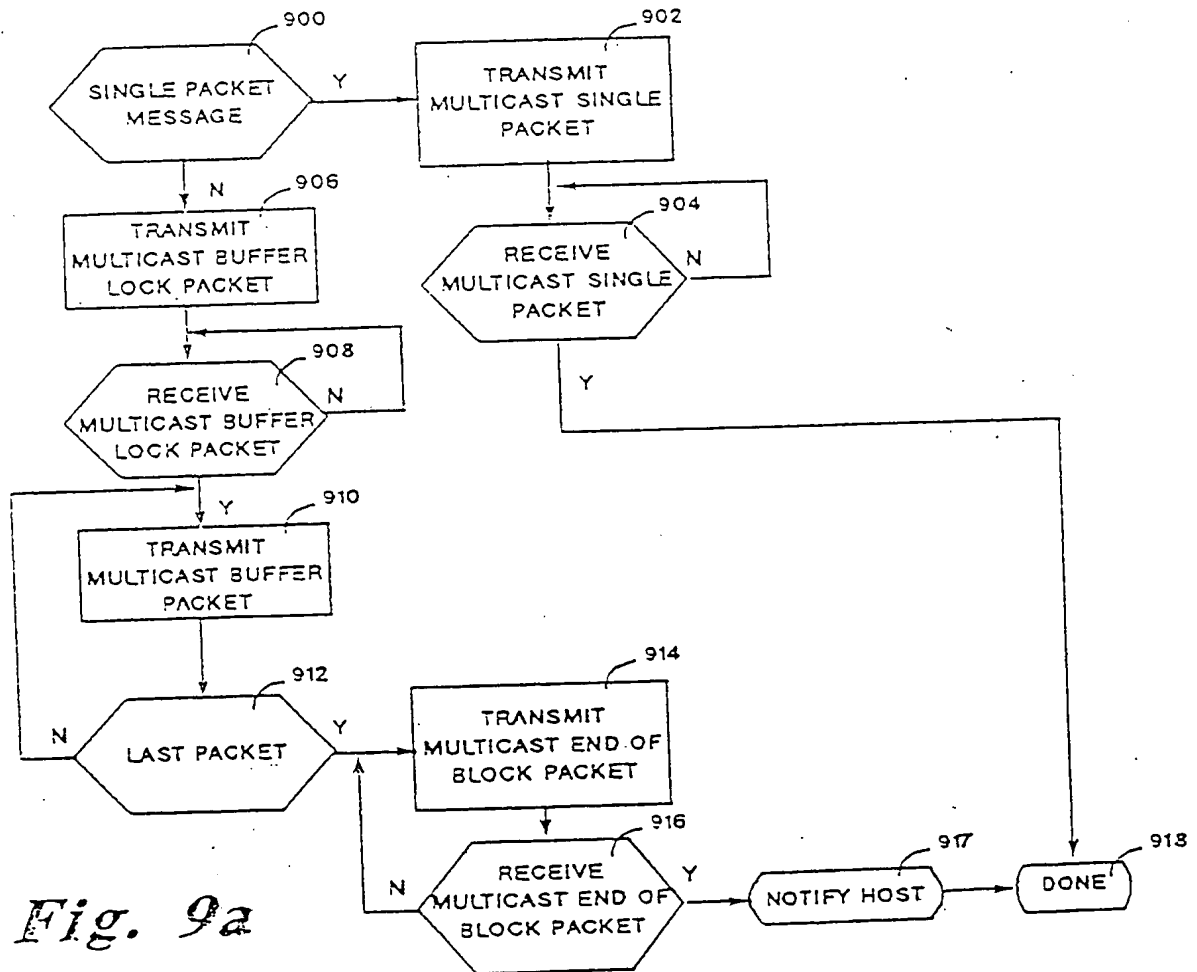 900
SINGLE PACKET
MESSAGE
Y
902
TRANSMIT
MULTICAST SINGLE
PACKET
N
906
TRANSMIT
MULTICAST BUFFER
LOCK PACKET
904
RECEIVE
MULTICAST SINGLE
PACKET
N
Y
908
RECEIVE
MULTICAST BUFFER
LOCK PACKET
N
Y
910
TRANSMIT
MULTICAST BUFFER
PACKET
912
LAST PACKET
N
Y
914
TRANSMIT
MULTICAST END OF
BLOCK PACKET
916
RECEIVE
MULTICAST END OF
BLOCK PACKET
N
Y
917
NOTIFY HOST
918
DONE
Fig. 9a